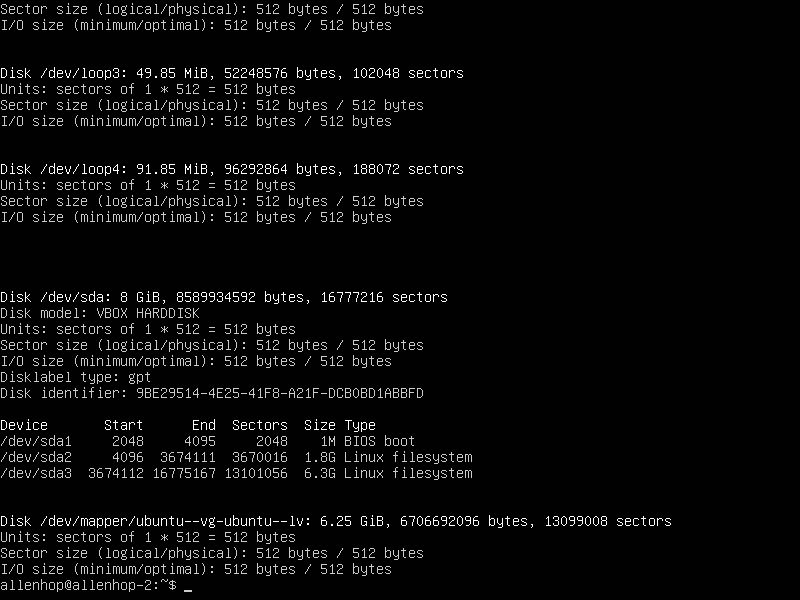 Sector size (logical/physical): 512 bytes / 512 bytes
I/O size (minimum/optimal): 512 bytes / 512 bytes
Disk /dev/loop3: 49.85 MiB, 52248576 bytes, 102048 sectors
Units: sectors of 1 * 512 = 512 bytes
Sector size (logical/physical): 512 bytes / 512 bytes
I/O size (minimum/optimal): 512 bytes / 512 bytes
Disk /dev/loop4: 91.85 MiB, 96292864 bytes, 188072 sectors
Units: sectors of 1 * 512 = 512 bytes
Sector size (logical/physical): 512 bytes / 512 bytes
I/O size (minimum/optimal): 512 bytes / 512 bytes
Disk /dev/sda: 8 GiB, 8589934592 bytes, 16777216 sectors
Disk model: VBOX HARDDISK
Units: sectors of 1 * 512 = 512 bytes
Sector size (logical/physical): 512 bytes / 512 bytes
I/O size (minimum/optimal): 512 bytes / 512 bytes
Disklabel type: gpt
Disk identifier: 9BE29514-4E25-41F8-A21F-DCB0BD1ABBFD
Device       Start      End  Sectors  Size Type
/dev/sda1     2048     4095     2048    1M BIOS boot
/dev/sda2     4096  3674111  3670016  1.8G Linux filesystem
/dev/sda3  3674112 16775167 13101056  6.3G Linux filesystem
Disk /dev/mapper/ubuntu--vg-ubuntu--lv: 6.25 GiB, 6706692096 bytes, 13099008 sectors
Units: sectors of 1 * 512 = 512 bytes
Sector size (logical/physical): 512 bytes / 512 bytes
I/O size (minimum/optimal): 512 bytes / 512 bytes
allenhop@allenhop-2:~$ _